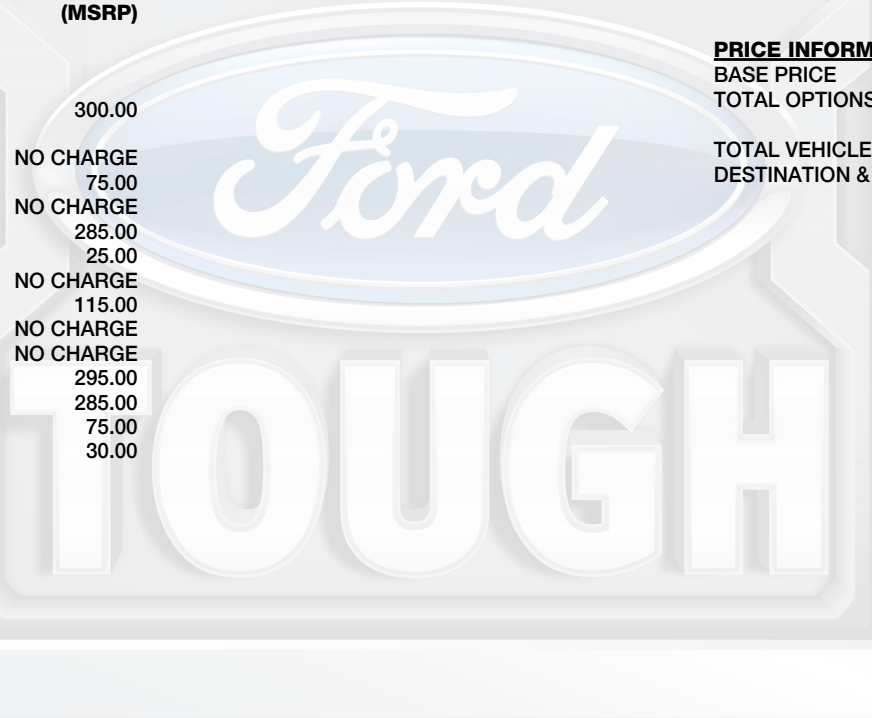 (MSRP)
300.00
NO CHARGE
75.00
NO CHARGE
285.00
25.00
NO CHARGE
115.00
NO CHARGE
NO CHARGE
295.00
285.00
75.00
30.00
PRICE INFORM
BASE PRICE
TOTAL OPTIONS
TOTAL VEHICLE
DESTINATION &
Ford
TOUGH